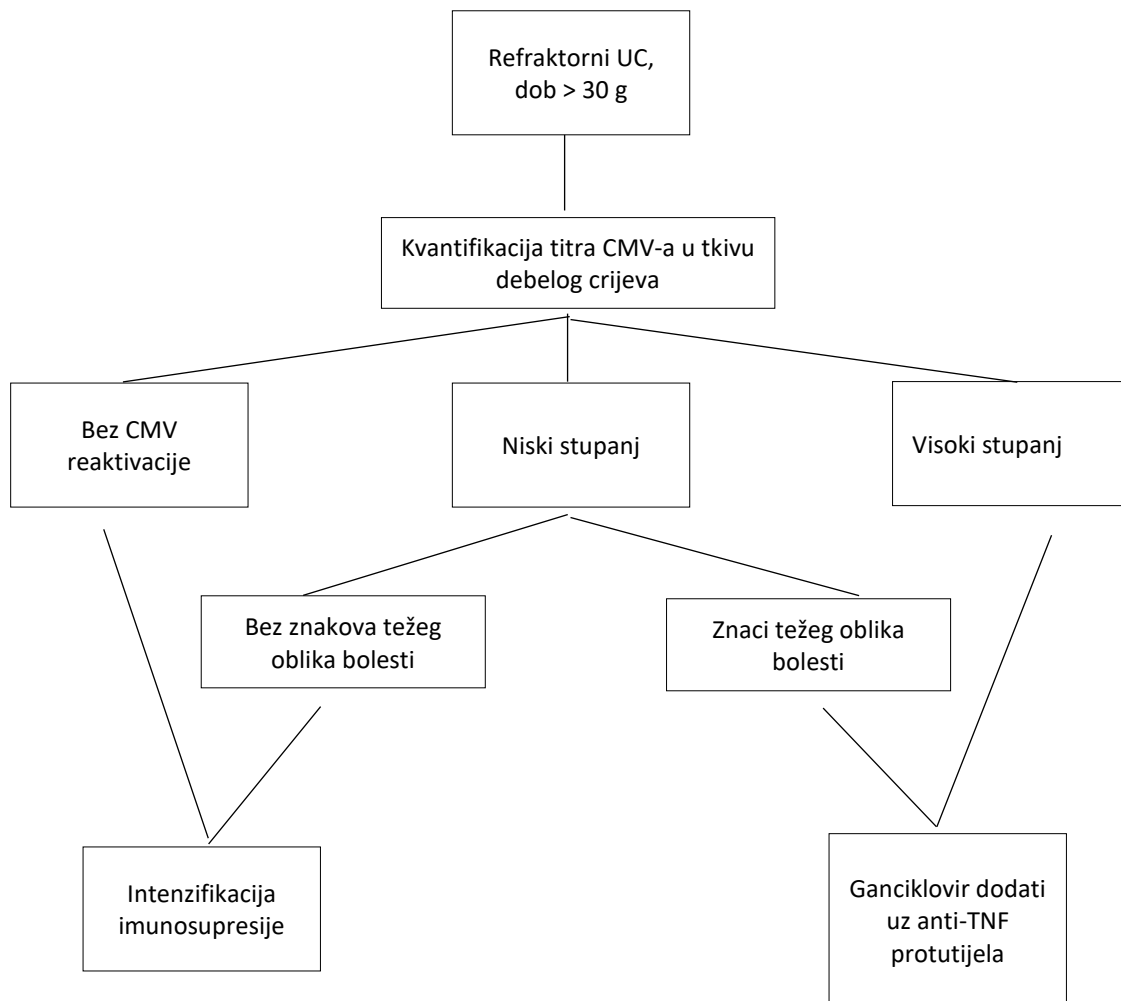 Refraktorni UC,
dob > 30 g
Kvantifikacija titra CMV-a u tkivu
debelog crijeva
Bez CMV
reaktivacije
Niski stupanj
Visoki stupanj
Bez znakova težeg
oblika bolesti
Znaci težeg oblika
bolesti
Intenzifikacija
imunosupresije
Ganciklovir dodati
uz anti-TNF
protutijela